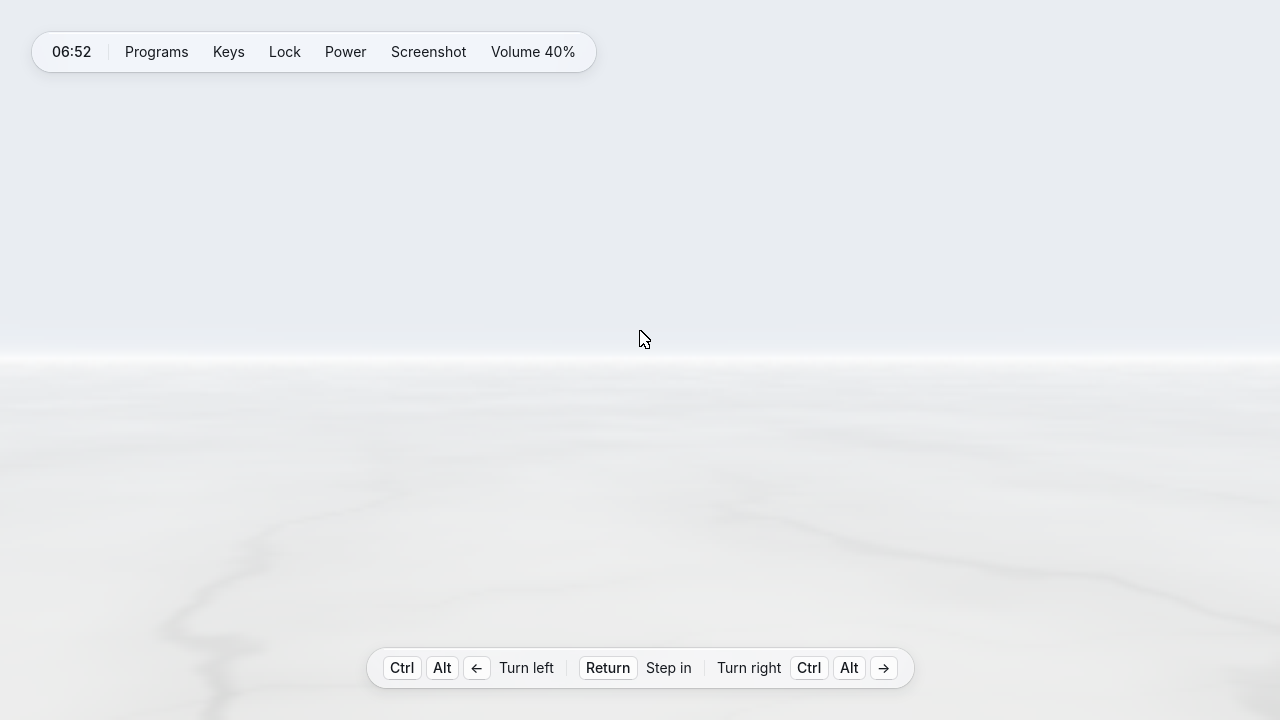 06:52 Programs Keys Lock Power Screenshot Volume 40%
Ctrl Alt ← Turn left Return Step in Turn right Ctrl Alt →